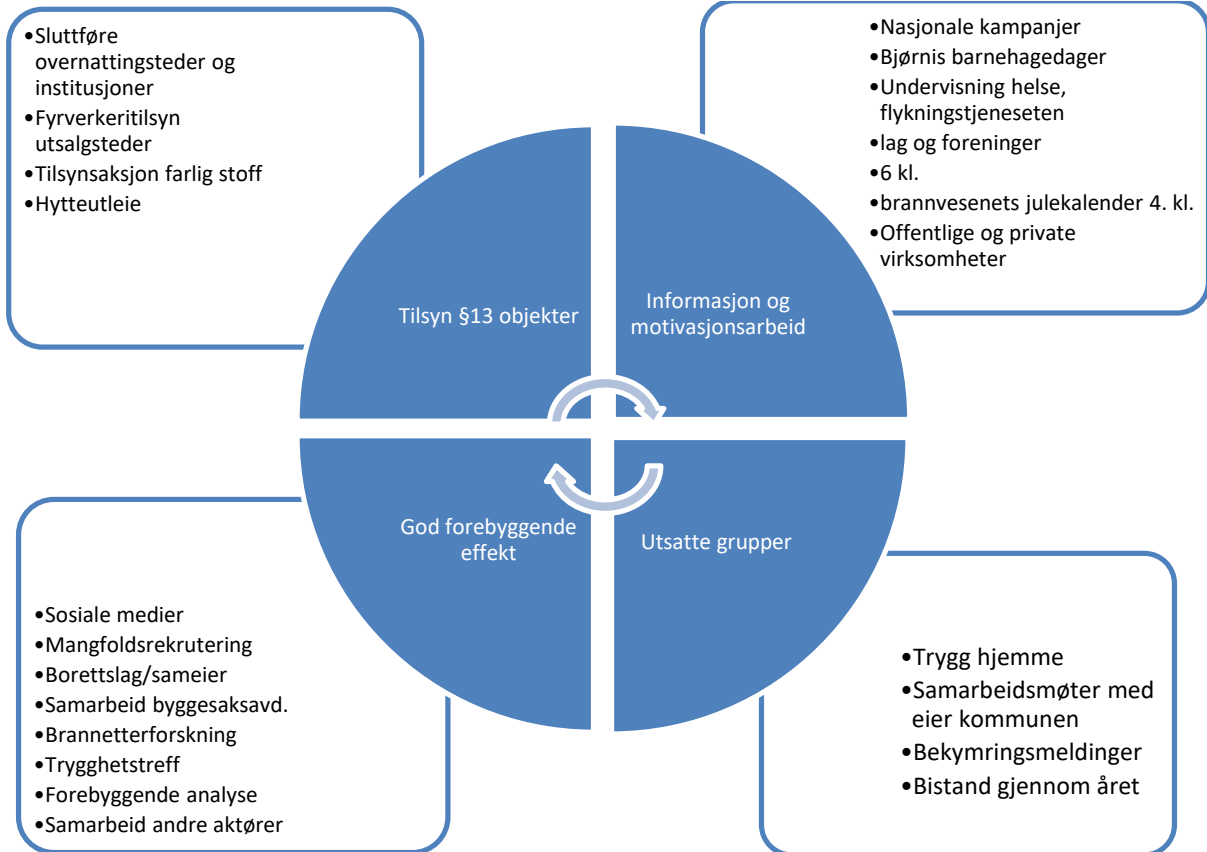 •Sluttføre
overnattingsteder og
institusjoner
•Fyrverkeritilsyn
utsalgsteder
•Tilsynsaksjon farlig stoff
•Hytteutleie
•Nasjonale kampanjer
•Bjørnis barnehagedager
•Undervisning helse,
flykningstjeneseten
•lag og foreninger
•6 kl.
•brannvesenets julekalender 4. kl.
•Offentlige og private
virksomheter
Tilsyn §13 objekter
Informasjon og
motivasjonsarbeid
God forebyggende
effekt
Utsatte grupper
•Sosiale medier
•Mangfoldsrekrutering
•Borettslag/sameier
•Samarbeid byggesaksavd.
•Brannetterforskning
•Trygghetstreff
•Forebyggende analyse
•Samarbeid andre aktører
•Trygg hjemme
•Samarbeidsmøter med
eier kommunen
•Bekymringsmeldinger
•Bistand gjennom året